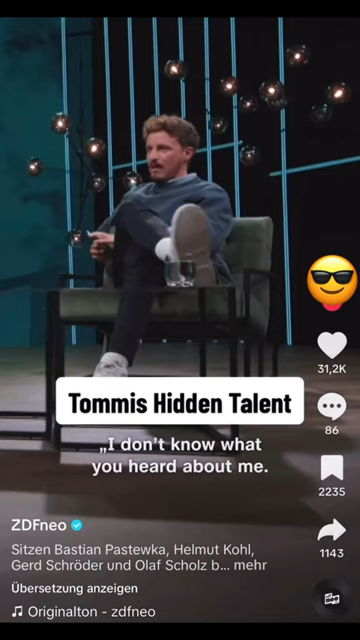 Tommis Hidden Talent
„I don't know what
you heard about me.
31,2K
86
2235
1143
ZDFneo
Sitzen Bastian Pastewka, Helmut Kohl,
Gerd Schröder und Olaf Scholz b... mehr
Übersetzung anzeigen
Originalton - zdfneo